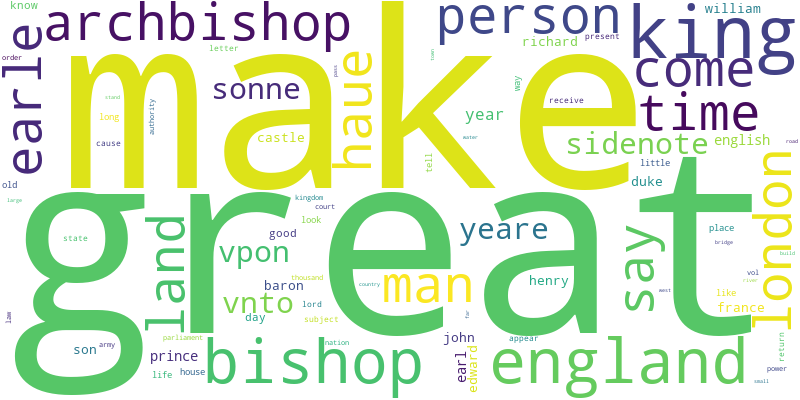 know
archbishop
person
william
king
order
letter
richard
present
earle
make
haue
pass
town
come
sonne
way
receive
time
stand
long
authority
year
cause
castle
tell
water
sidenote
english
road
old
little
duke
large
great
kingdom
court
look
land
state
good
vpon
yeare
say
place
bridge
london
thousand
baron
man
country
henry
west
vol
build
river
vnto
lord
day
subject
far
like
france
law
parliament
nation
john
appear
son
army
prince
bishop
earl
edward
england
return
life
house
power
small